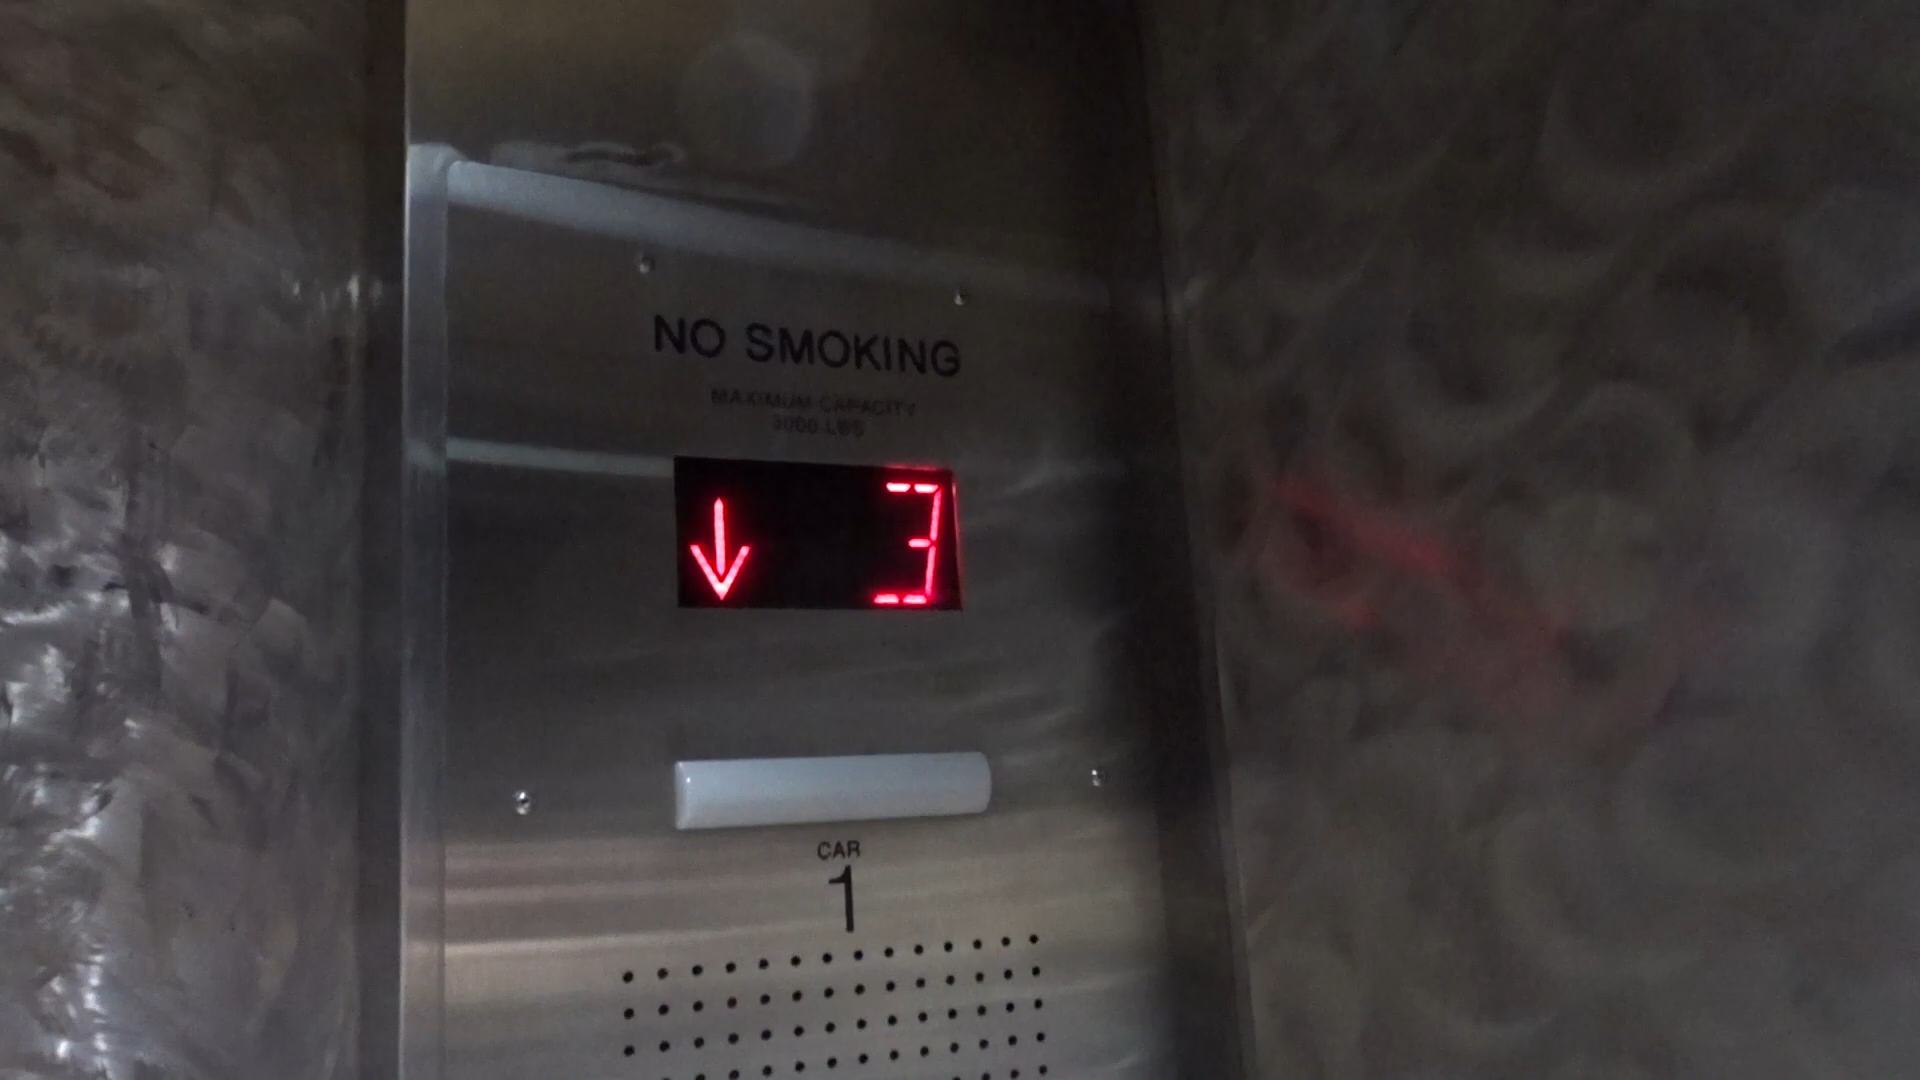 NO SMOKING
MAXIMUM CAPACITY
3000 LBS
↓ 3
CAR
1